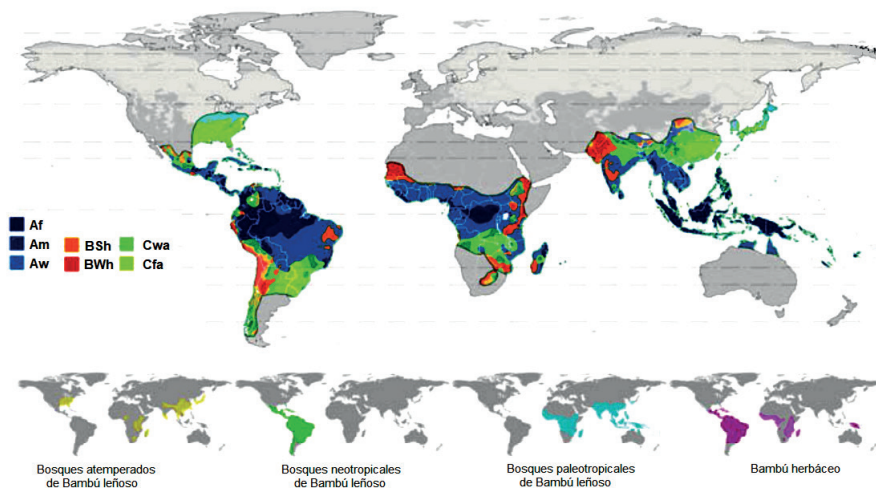 Af
Am
Aw
BSh
BWh
Cwa
Cfa
Bosques atemperados
de Bambú leñoso
Bosques neotropicales
de Bambú leñoso
Bosques paleotropicales
de Bambú leñoso
Bambú herbáceo